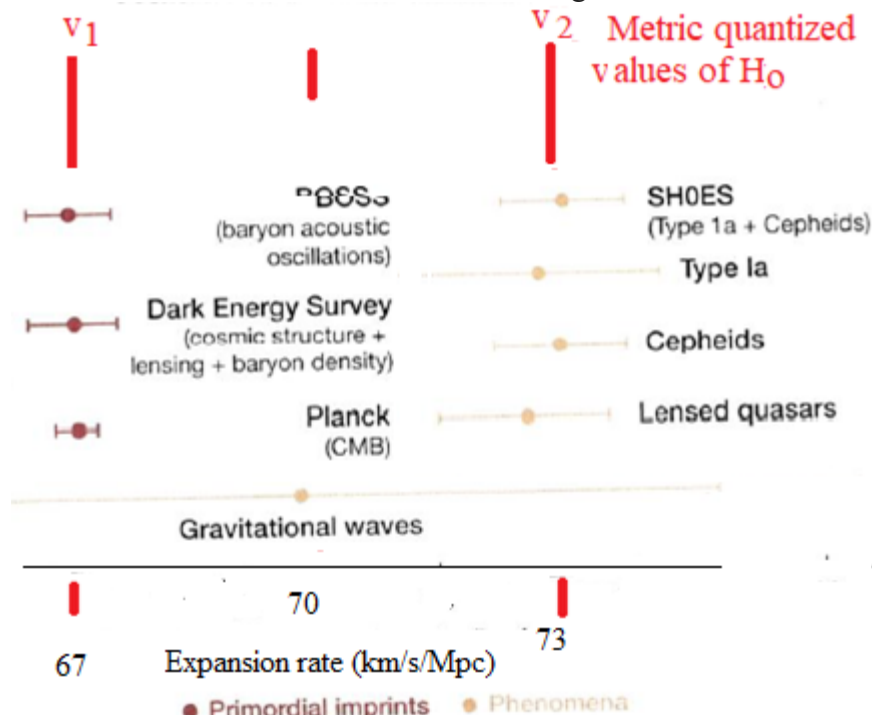 v1
v2 Metric quantized
values of HO
(baryon acoustic
oscillations)
SH0ES
(Type 1a + Cepheids)
Type Ia
Dark Energy Survey
(cosmic structure +
lensing + baryon density)
Cepheids
Planck
(CMB)
Lensed quasars
Gravitational waves
70
67
73
Expansion rate (km/s/Mpc)
Primordial imprints
Phenomena